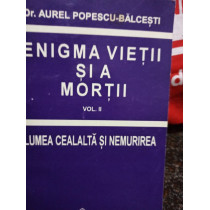 Dr. AUREL POPESCU-BĂLCEȘTI
ENIGMA VIEȚII
ȘI A
MORȚII
VOL. II
LUMEA CEALALTĂ ȘI NEMURIREA